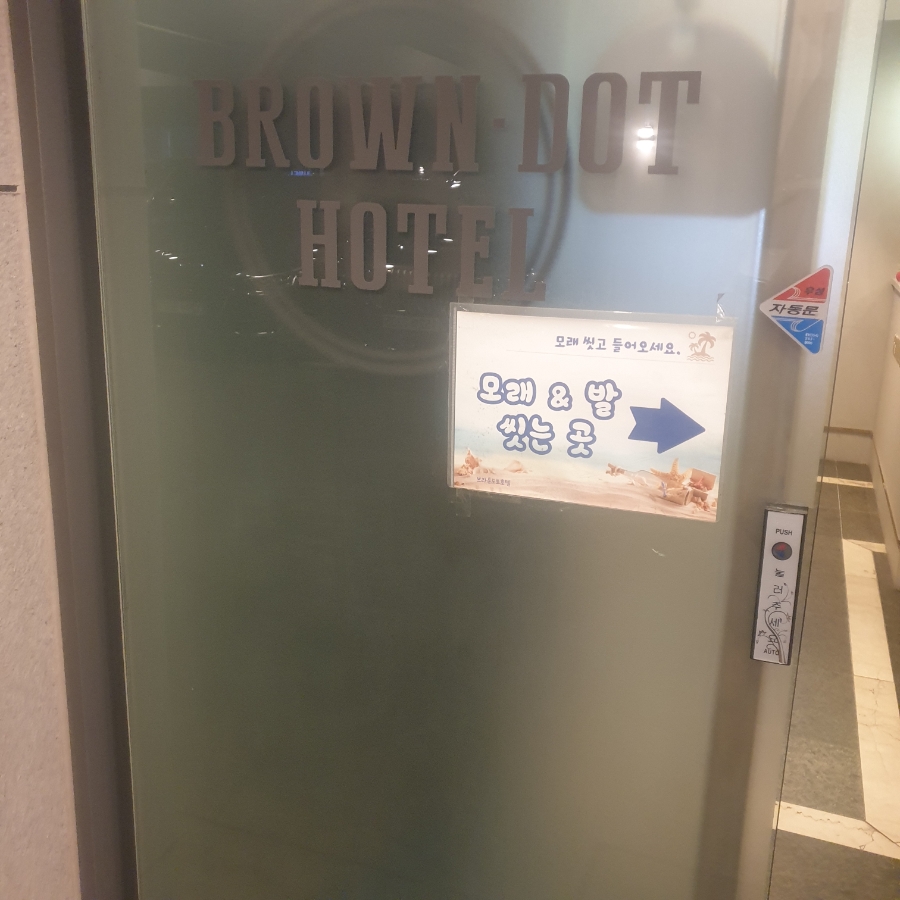 BROWN·DOT
HOTEL
모래 씻고 들어오세요.
모래 & 발
씻는 곳
자동문
PUSH
눌러주세요
AUTO